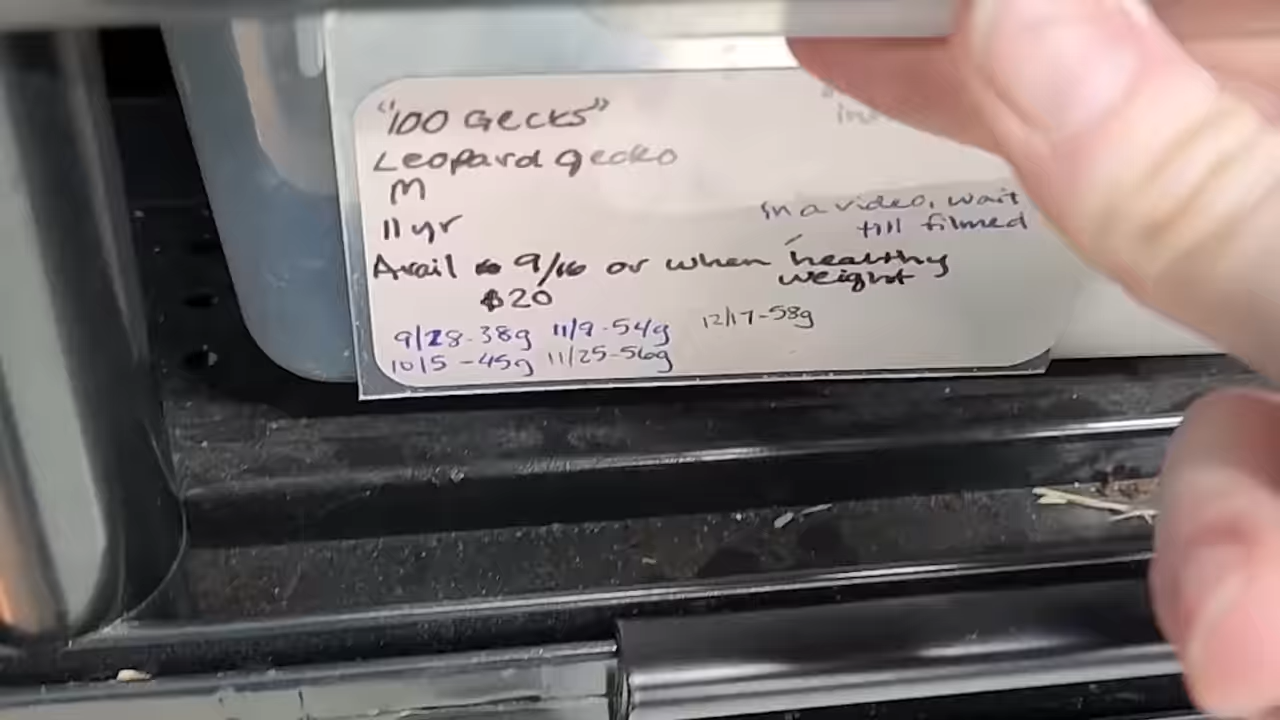 "100 Gecks"
Leopard gecko
M
11 yr
in a video, wait
till filmed
Avail 9/16 or when healthy
weight
$20
9/28-38g 11/9-54g 12/17-58g
10/5-45g 11/25-56g